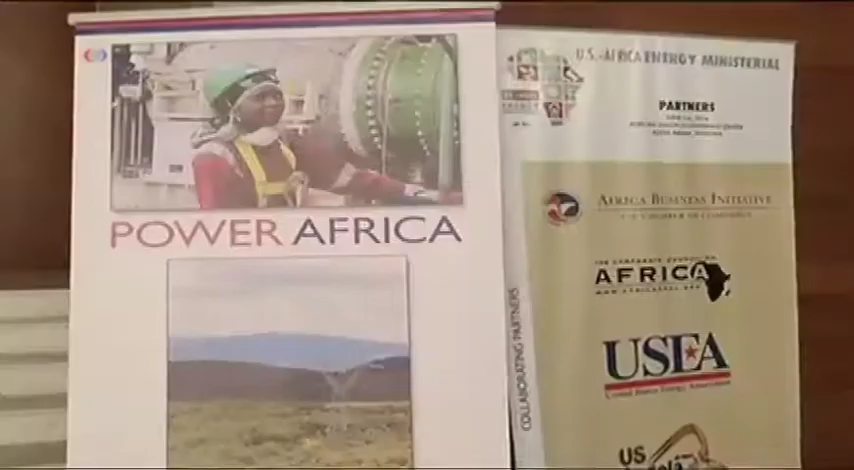 POWER AFRICA
U.S.-AFRICA ENERGY MINISTERIAL
PARTNERS
AFRICA BUSINESS INITIATIVE
U.S. CHAMBER OF COMMERCE
THE CORPORATE COUNCIL ON
AFRICA
USEA
United States Energy Association
US
COLLABORATING PARTNERS